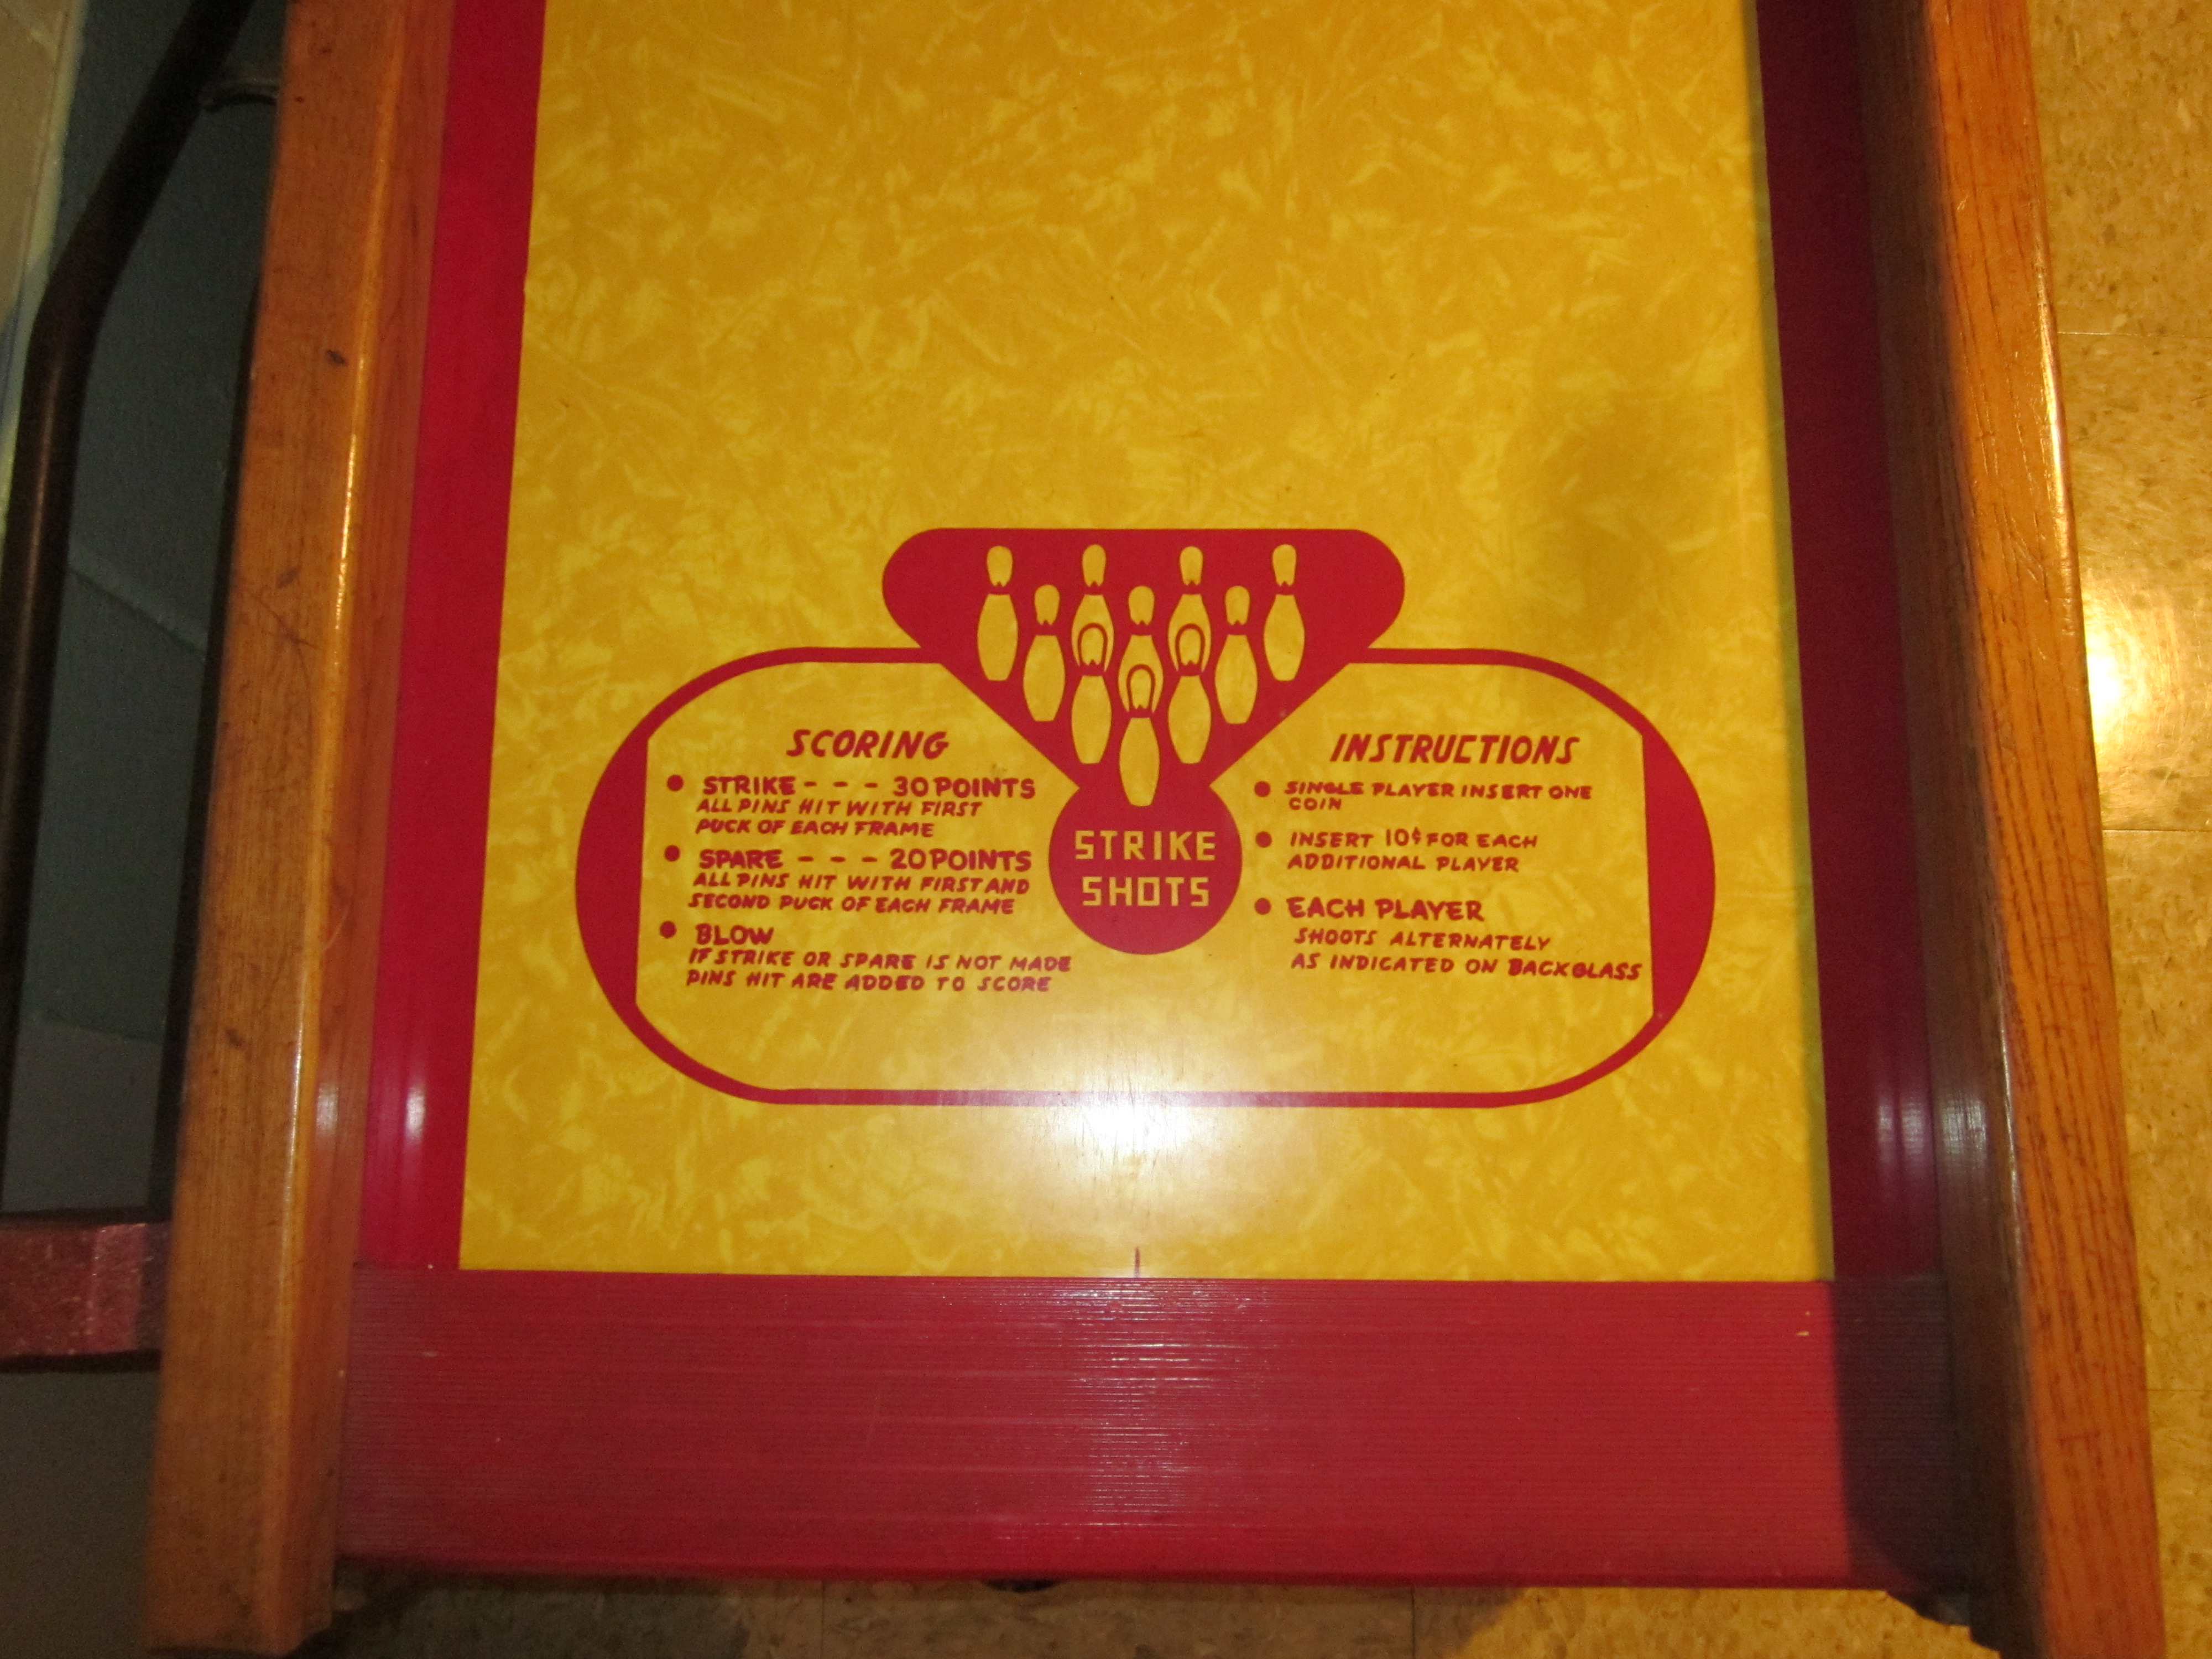 SCORING
• STRIKE - - - 30 POINTS
ALL PINS HIT WITH FIRST
PUCK OF EACH FRAME
• SPARE - - - 20 POINTS
ALL PINS HIT WITH FIRST AND
SECOND PUCK OF EACH FRAME
• BLOW
IF STRIKE OR SPARE IS NOT MADE
PINS HIT ARE ADDED TO SCORE
STRIKE
SHOTS
INSTRUCTIONS
• SINGLE PLAYER INSERT ONE
COIN
• INSERT 10¢ FOR EACH
ADDITIONAL PLAYER
• EACH PLAYER
SHOOTS ALTERNATELY
AS INDICATED ON BACKGLASS